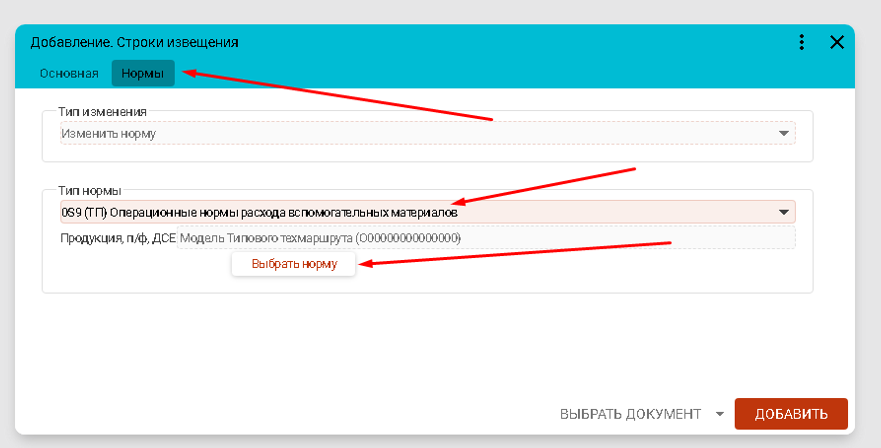 Добавление. Строки извещения
Основная Нормы
Тип изменения
Изменить норму
Тип нормы
0S9 (ТП) Операционные нормы расхода вспомогательных материалов
Продукция, п/ф, ДСЕ Модель Типового техмаршрута (О00000000000000)
Выбрать норму
ВЫБРАТЬ ДОКУМЕНТ ДОБАВИТЬ